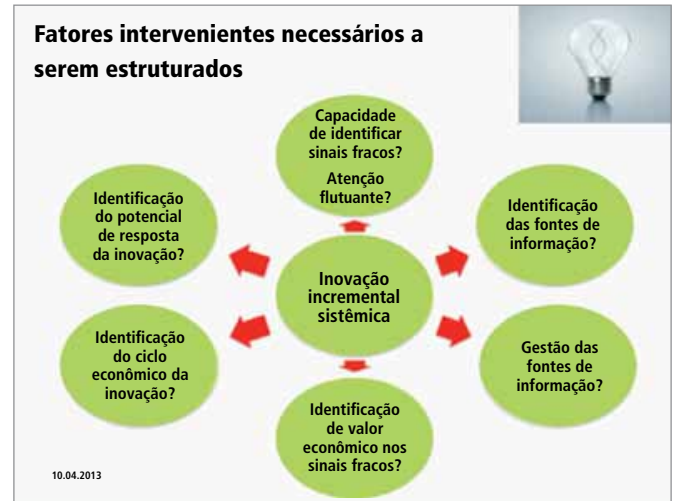 Fatores intervenientes necessários a
serem estruturados
Capacidade
de identificar
sinais fracos?
Atenção
flutuante?
Identificação
das fontes de
informação?
Gestão das
fontes de
informação?
Identificação
de valor
econômico nos
sinais fracos?
Identificação
do ciclo
econômico da
inovação?
Identificação
do potencial
de resposta
da inovação?
Inovação
incremental
sistêmica
10.04.2013